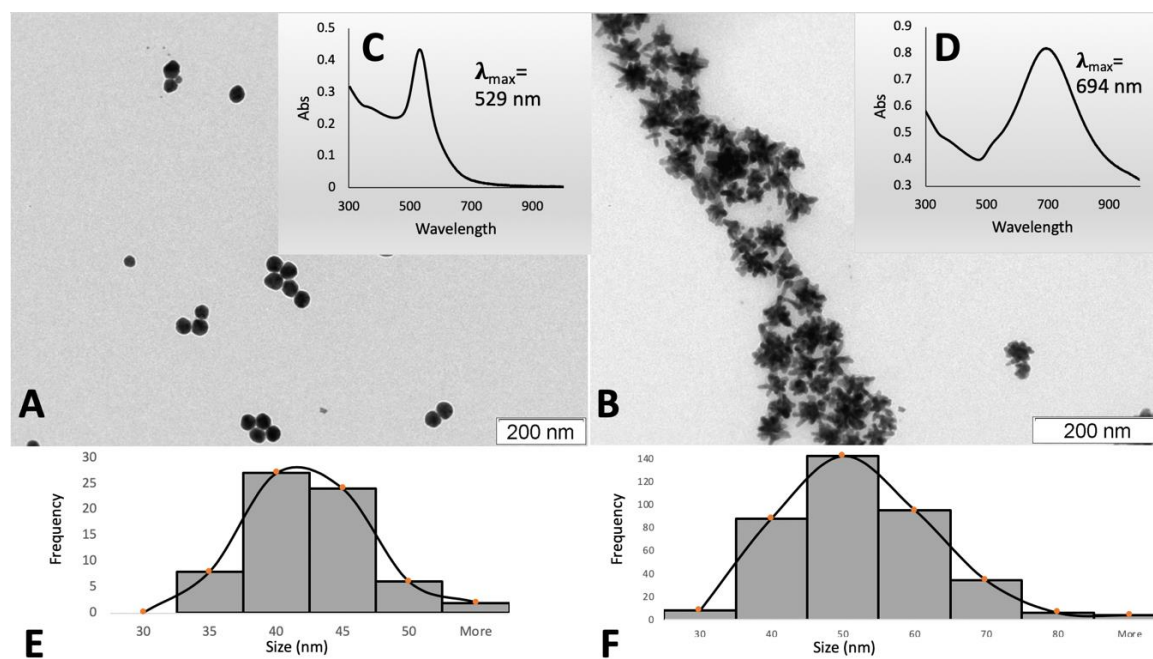 C
0.5
0.4
0.3
0.2
0.1
0
Abs
300 500 700 900
Wavelength
λmax=
529 nm
D
0.9
0.8
0.7
0.6
0.5
0.4
0.3
Abs
300 500 700 900
Wavelength
λmax=
694 nm
A
200 nm
B
200 nm
E
30
25
20
15
10
5
0
Frequency
30 35 40 45 50 More
Size (nm)
F
140
120
100
80
60
40
20
0
Frequency
30 40 50 60 70 80 More
Size (nm)